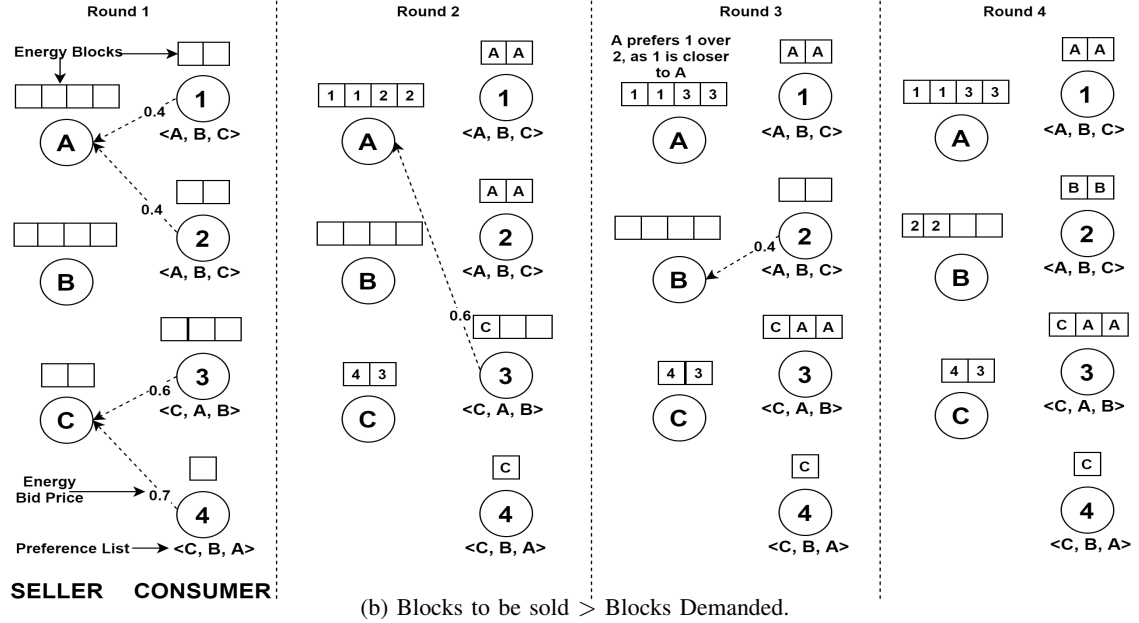 Round 1
Energy Blocks
1
0.4
A
<A, B, C>
0.4
2
B
<A, B, C>
3
0.6
C
<C, A, B>
Energy
Bid Price
0.7
4
Preference List
<C, B, A>
SELLER CONSUMER
Round 2
A A
1 1 2 2
1
A
<A, B, C>
A A
2
B
<A, B, C>
0.6
C
4 3
3
C
<C, A, B>
C
4
<C, B, A>
Round 3
A prefers 1 over
2, as 1 is closer
to A
A A
1 1 3 3
1
A
<A, B, C>
2
0.4
B
<A, B, C>
C A A
4 3
3
C
<C, A, B>
C
4
<C, B, A>
Round 4
A A
1 1 3 3
1
A
<A, B, C>
B B
2 2
2
B
<A, B, C>
C A A
4 3
3
C
<C, A, B>
C
4
<C, B, A>
(b) Blocks to be sold > Blocks Demanded.